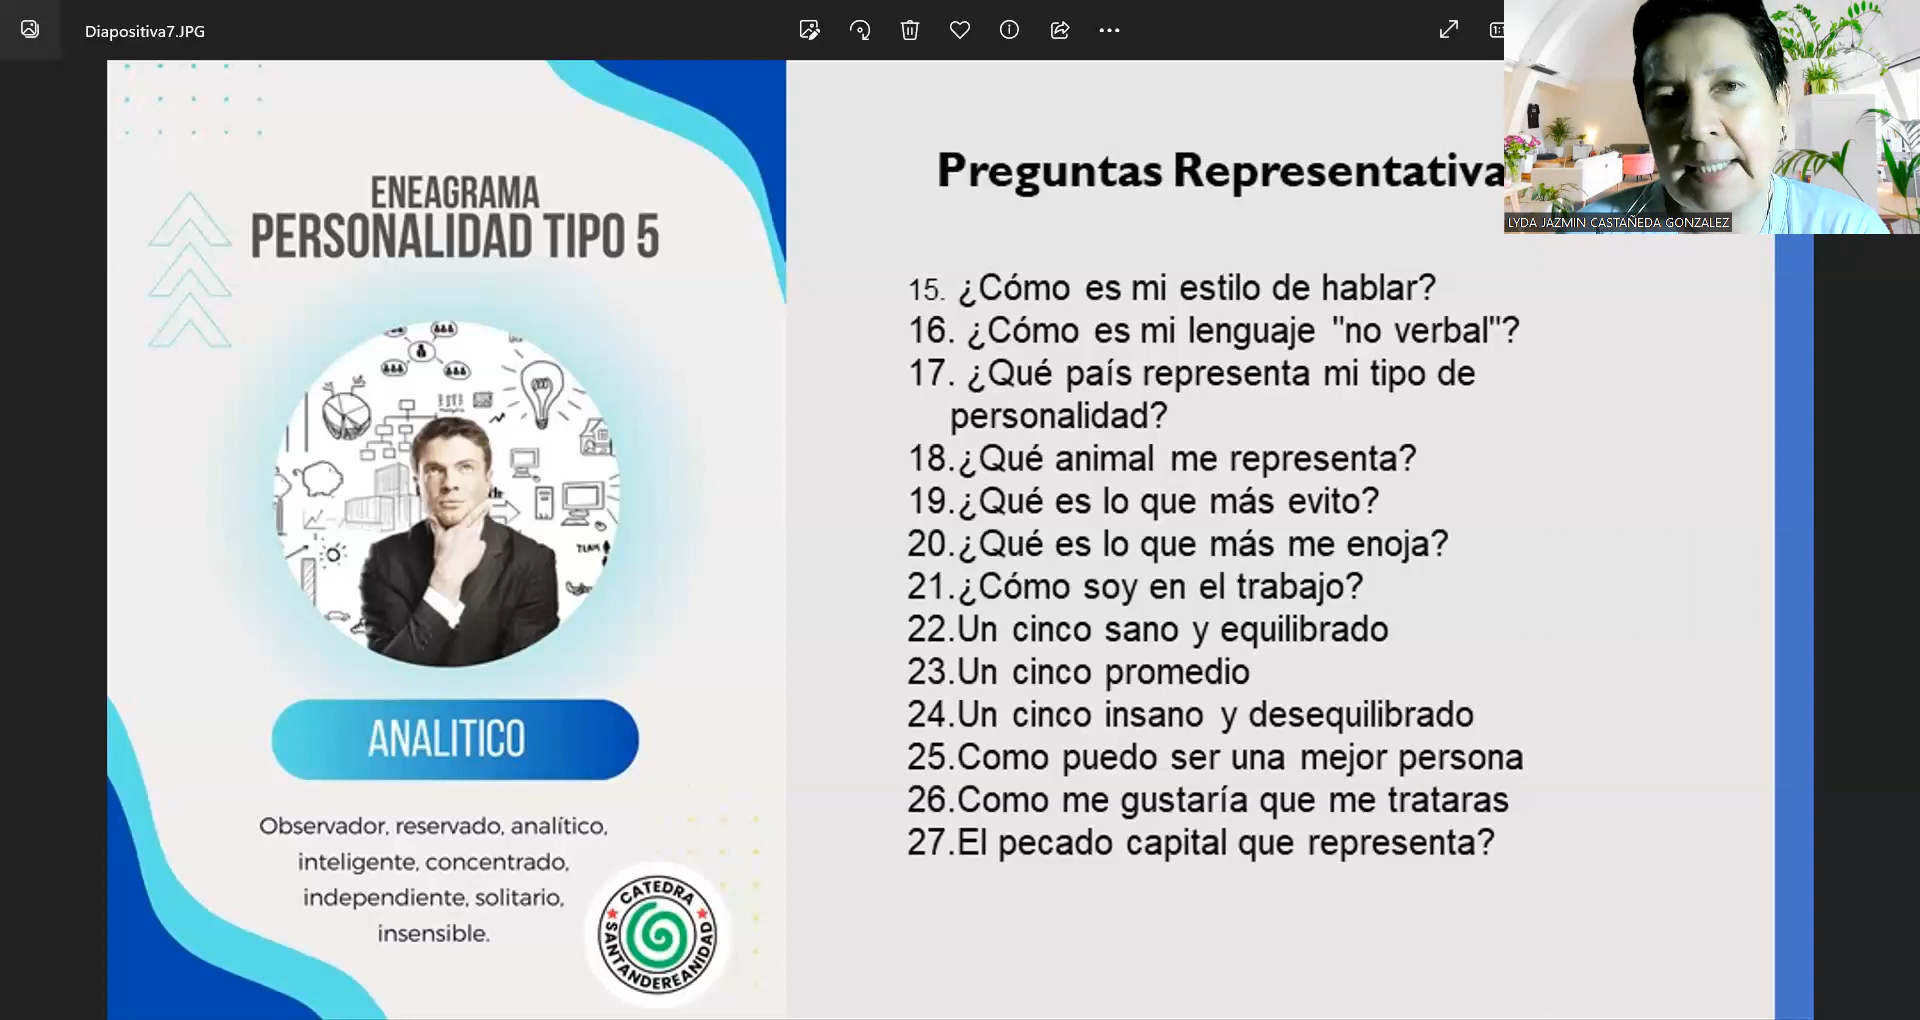 Diapositiva7.JPG
ENEAGRAMA
PERSONALIDAD TIPO 5
ANALITICO
Observador, reservado, analítico,
inteligente, concentrado,
independiente, solitario,
insensible.
CATEDRA
SANTANDEREANIDAD
TEAM
Preguntas Representativa
15. ¿Cómo es mi estilo de hablar?
16. ¿Cómo es mi lenguaje "no verbal"?
17. ¿Qué país representa mi tipo de
personalidad?
18.¿Qué animal me representa?
19.¿Qué es lo que más evito?
20.¿Qué es lo que más me enoja?
21.¿Cómo soy en el trabajo?
22.Un cinco sano y equilibrado
23.Un cinco promedio
24.Un cinco insano y desequilibrado
25.Como puedo ser una mejor persona
26.Como me gustaría que me trataras
27.El pecado capital que representa?
LYDA JAZMIN CASTAÑEDA GONZALEZ